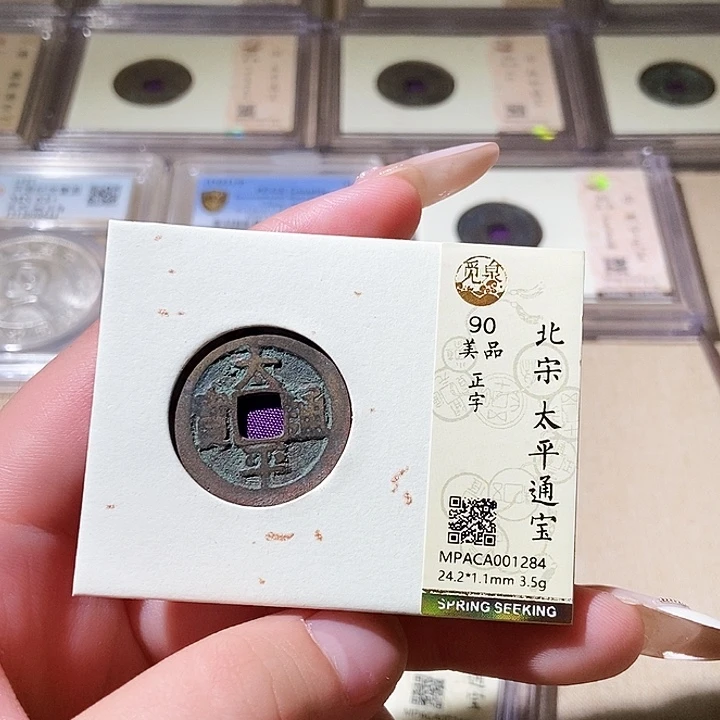 太
通
寶
平
觅泉
90
美品
正字
北宋 太平通宝
MPACA001284
24.2*1.1mm 3.5g
SPRING SEEKING